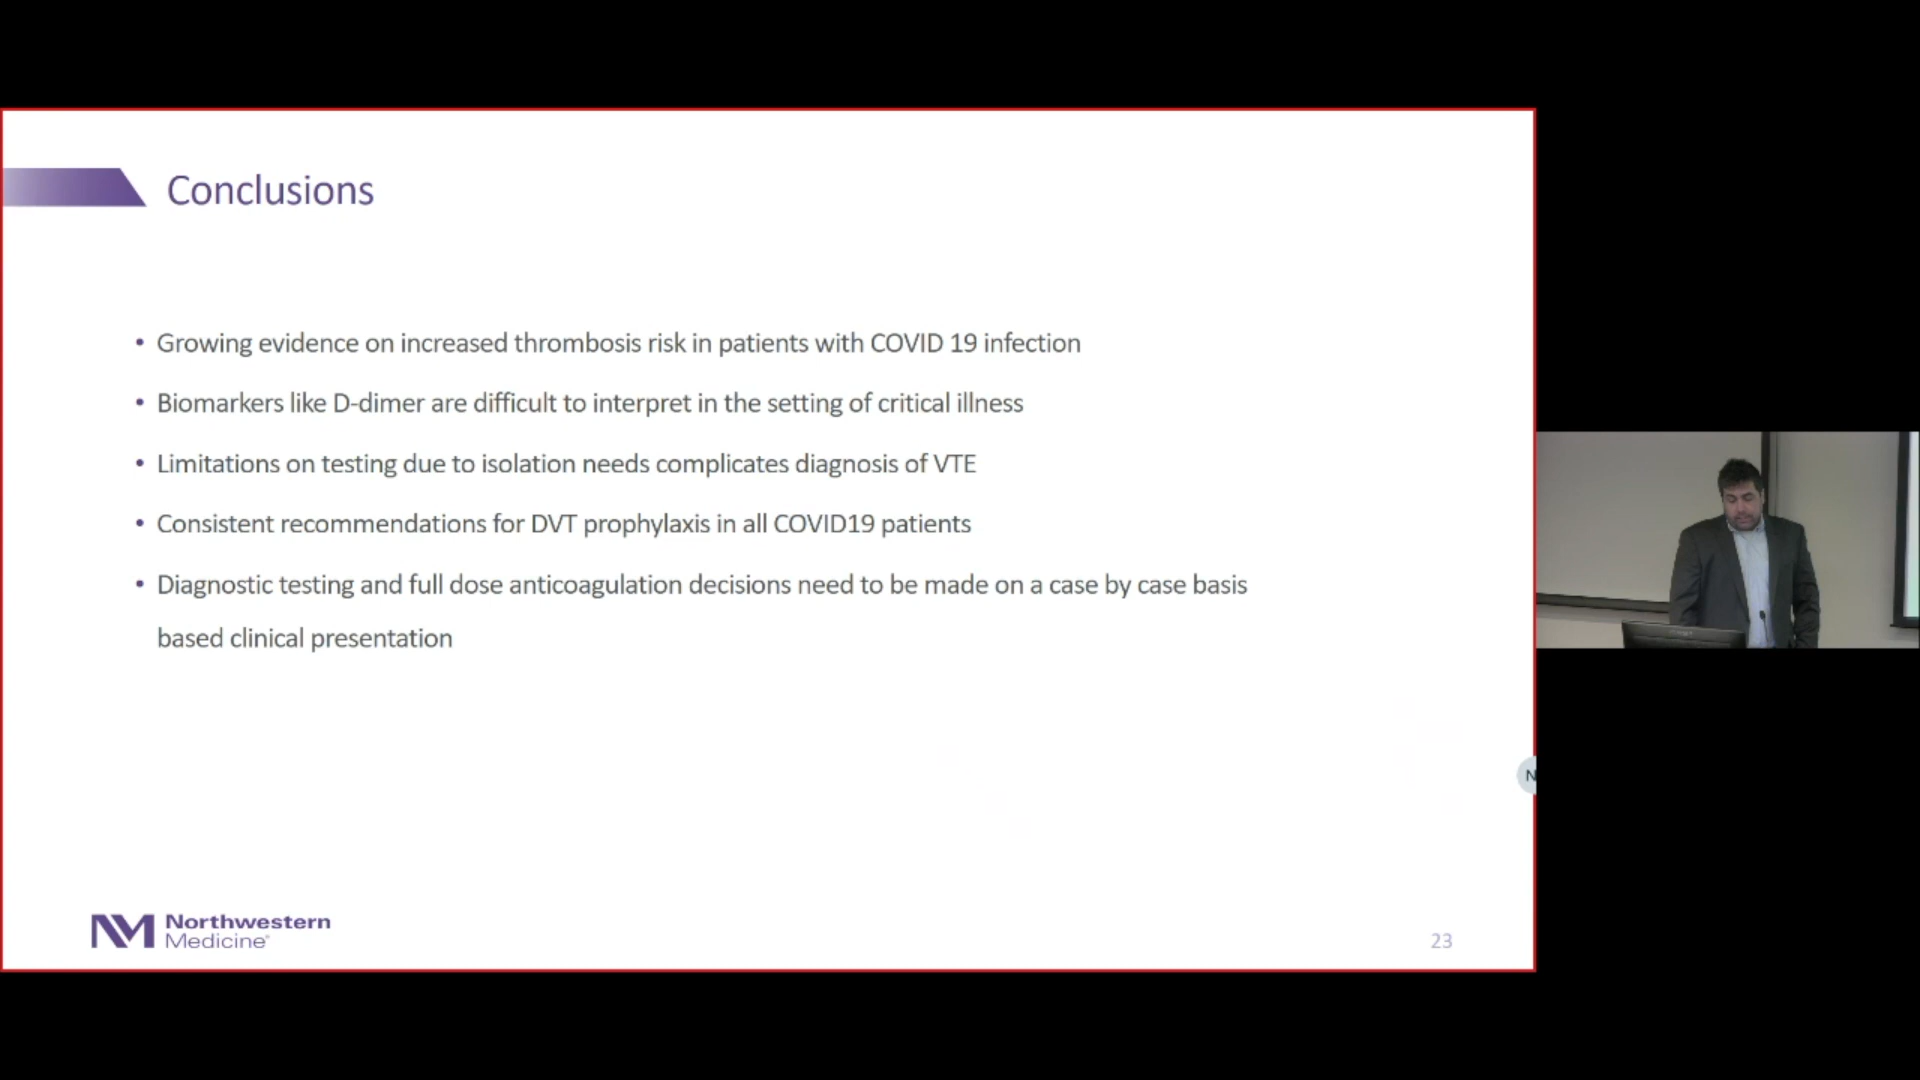 Conclusions
• Growing evidence on increased thrombosis risk in patients with COVID 19 infection
• Biomarkers like D-dimer are difficult to interpret in the setting of critical illness
• Limitations on testing due to isolation needs complicates diagnosis of VTE
• Consistent recommendations for DVT prophylaxis in all COVID19 patients
• Diagnostic testing and full dose anticoagulation decisions need to be made on a case by case basis
based clinical presentation
N
NM Northwestern
Medicine®
23